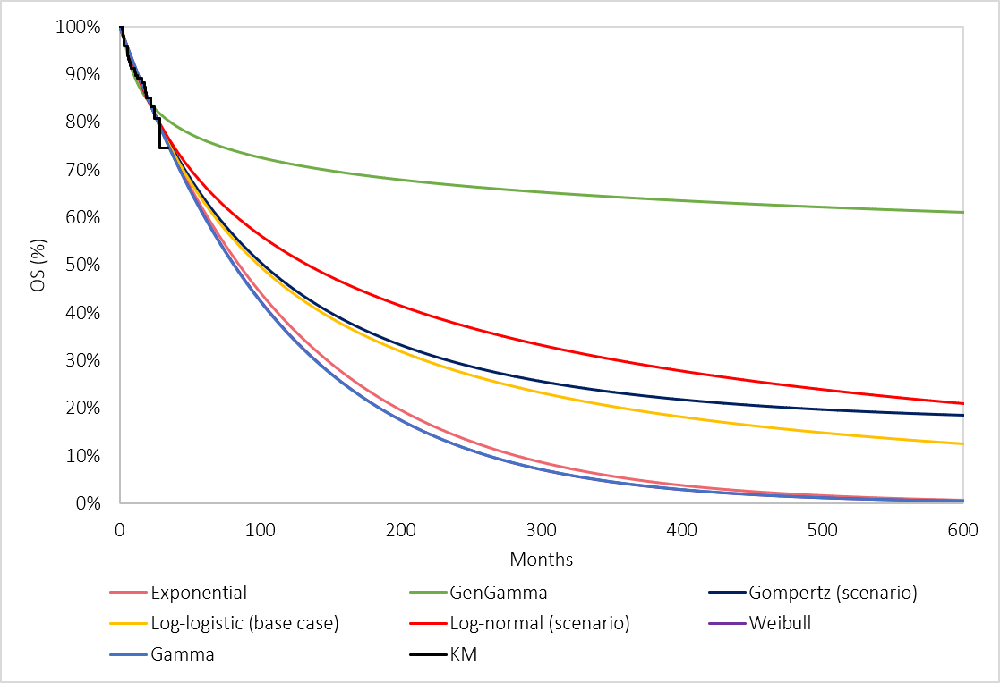 100%
90%
80%
70%
60%
50%
40%
30%
20%
10%
0%
OS (%)
0 100 200 300 400 500 600
Months
Exponential GenGamma Gompertz (scenario)
Log-logistic (base case) Log-normal (scenario) Weibull
Gamma KM